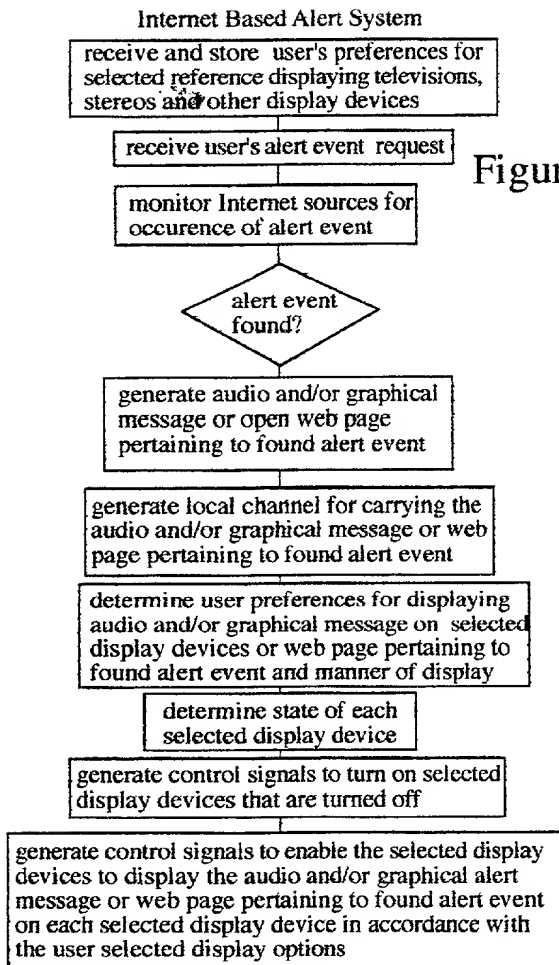 Internet Based Alert System
receive and store user's preferences for
selected reference displaying televisions,
stereos and other display devices
receive user's alert event request
Figur
monitor Internet sources for
occurence of alert event
alert event
found?
generate audio and/or graphical
message or open web page
pertaining to found alert event
generate local channel for carrying the
audio and/or graphical message or web
page pertaining to found alert event
determine user preferences for displaying
audio and/or graphical message on selected
display devices or web page pertaining to
found alert event and manner of display
determine state of each
selected display device
generate control signals to turn on selected
display devices that are turned off
generate control signals to enable the selected display
devices to display the audio and/or graphical alert
message or web page pertaining to found alert event
on each selected display device in accordance with
the user selected display options